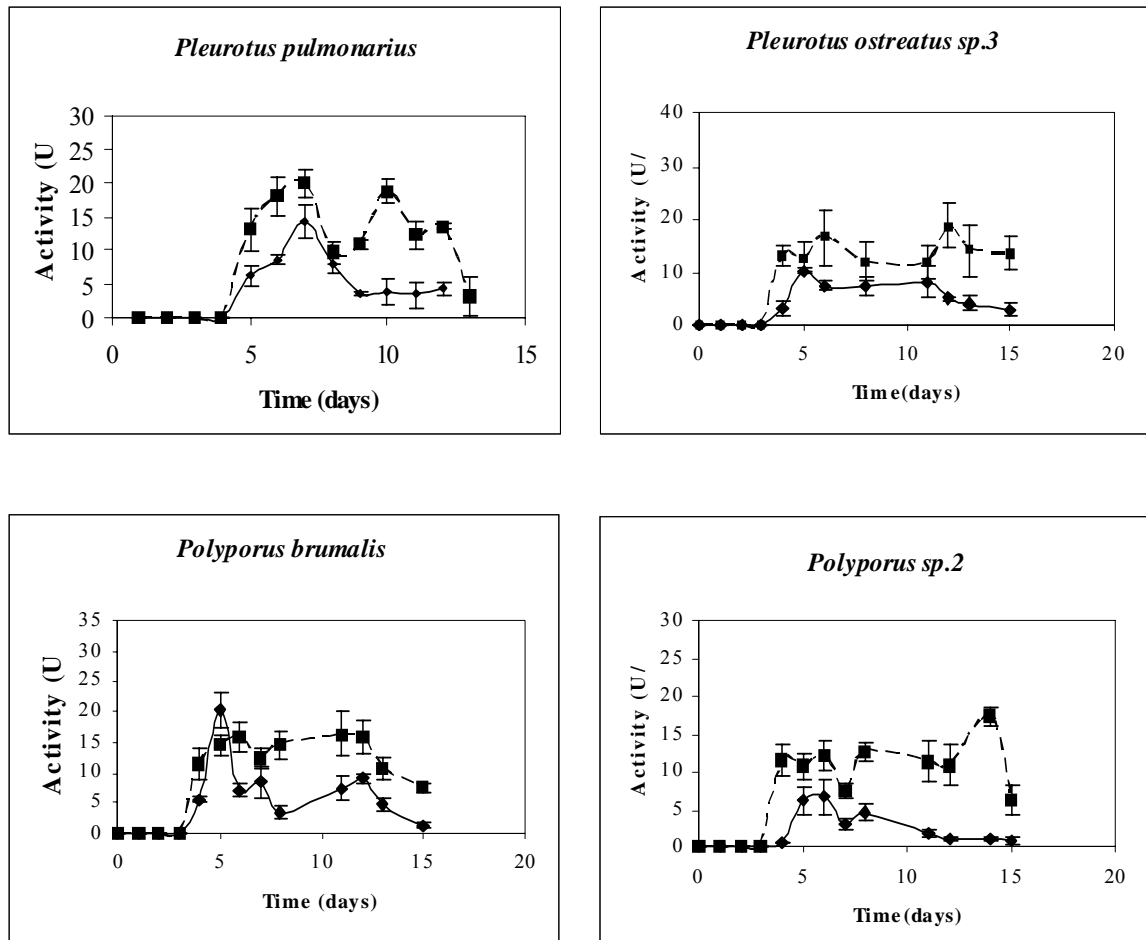 Pleurotus pulmonarius
30
25
20
15
10
5
0
0 5 10 15
Activity (U
Time (days)
Pleurotus ostreatus sp.3
40
30
20
10
0
0 5 10 15 20
Activity (U/
Time(days)
Polyporus brumalis
35
30
25
20
15
10
5
0
0 5 10 15 20
Activity (U
Time (days)
Polyporus sp.2
30
25
20
15
10
5
0
0 5 10 15 20
Activity (U/
Time(days)